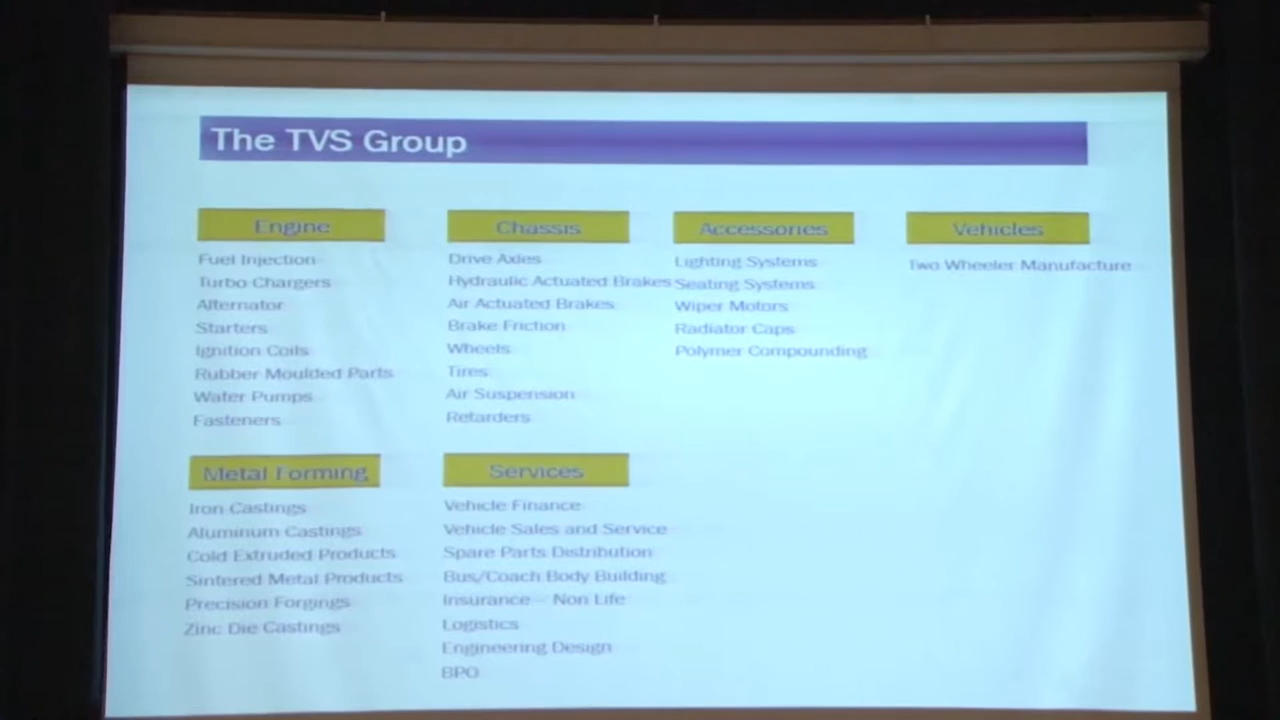 The TVS Group
Engine
Fuel Injection
Turbo Chargers
Alternator
Starters
Ignition Coils
Rubber Moulded Parts
Water Pumps
Fasteners
Chassis
Drive Axles
Hydraulic Actuated Brakes
Air Actuated Brakes
Brake Friction
Wheels
Tires
Air Suspension
Retarders
Accessories
Lighting Systems
Seating Systems
Wiper Motors
Radiator Caps
Polymer Compounding
Vehicles
Two Wheeler Manufacture
Metal Forming
Iron Castings
Aluminum Castings
Cold Extruded Products
Sintered Metal Products
Precision Forgings
Zinc Die Castings
Services
Vehicle Finance
Vehicle Sales and Service
Spare Parts Distribution
Bus/Coach Body Building
Insurance – Non Life
Logistics
Engineering Design
BPO